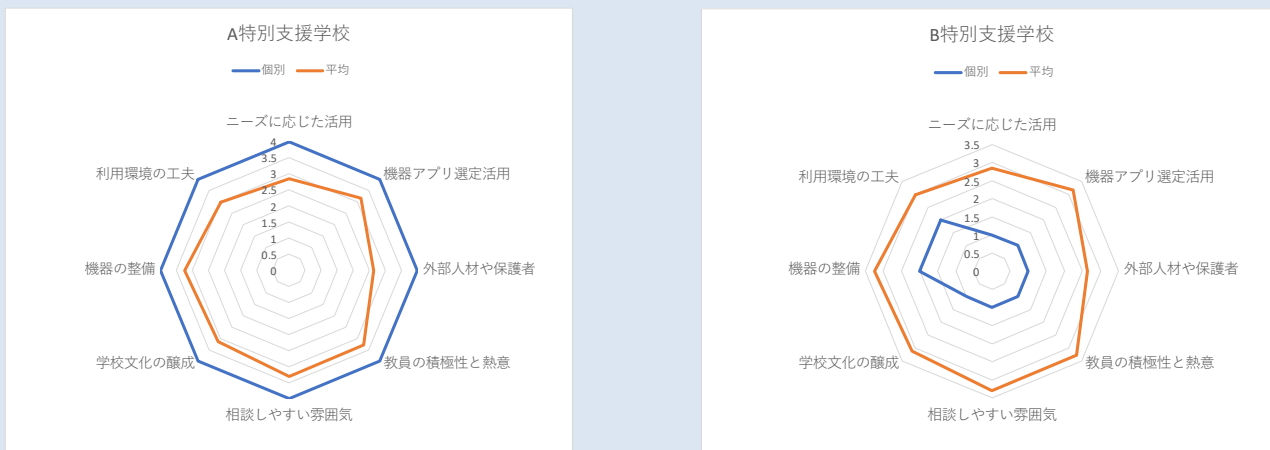 A特別支援学校
個別 平均
ニーズに応じた活用
機器アプリ選定活用
外部人材や保護者
教員の積極性と熱意
相談しやすい雰囲気
学校文化の醸成
機器の整備
利用環境の工夫
4
3.5
3
2.5
2
1.5
1
0.5
0
B特別支援学校
個別 平均
ニーズに応じた活用
機器アプリ選定活用
外部人材や保護者
教員の積極性と熱意
相談しやすい雰囲気
学校文化の醸成
機器の整備
利用環境の工夫
3.5
3
2.5
2
1.5
1
0.5
0